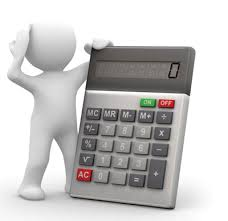 0
ON OFF
MC MR M- M+ ÷
+/- 7 8 9 ×
% 4 5 6 -
√ 1 2 3
AC 0 . =